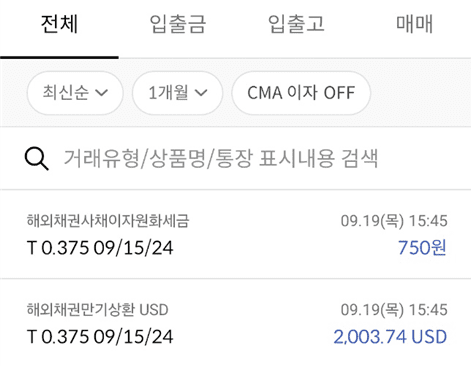 전체 입출금 입출고 매매
최신순 1개월 CMA 이자 OFF
거래유형/상품명/통장 표시내용 검색
해외채권사채이자원화세금 09.19(목) 15:45
T 0.375 09/15/24 750원
해외채권만기상환 USD 09.19(목) 15:45
T 0.375 09/15/24 2,003.74 USD